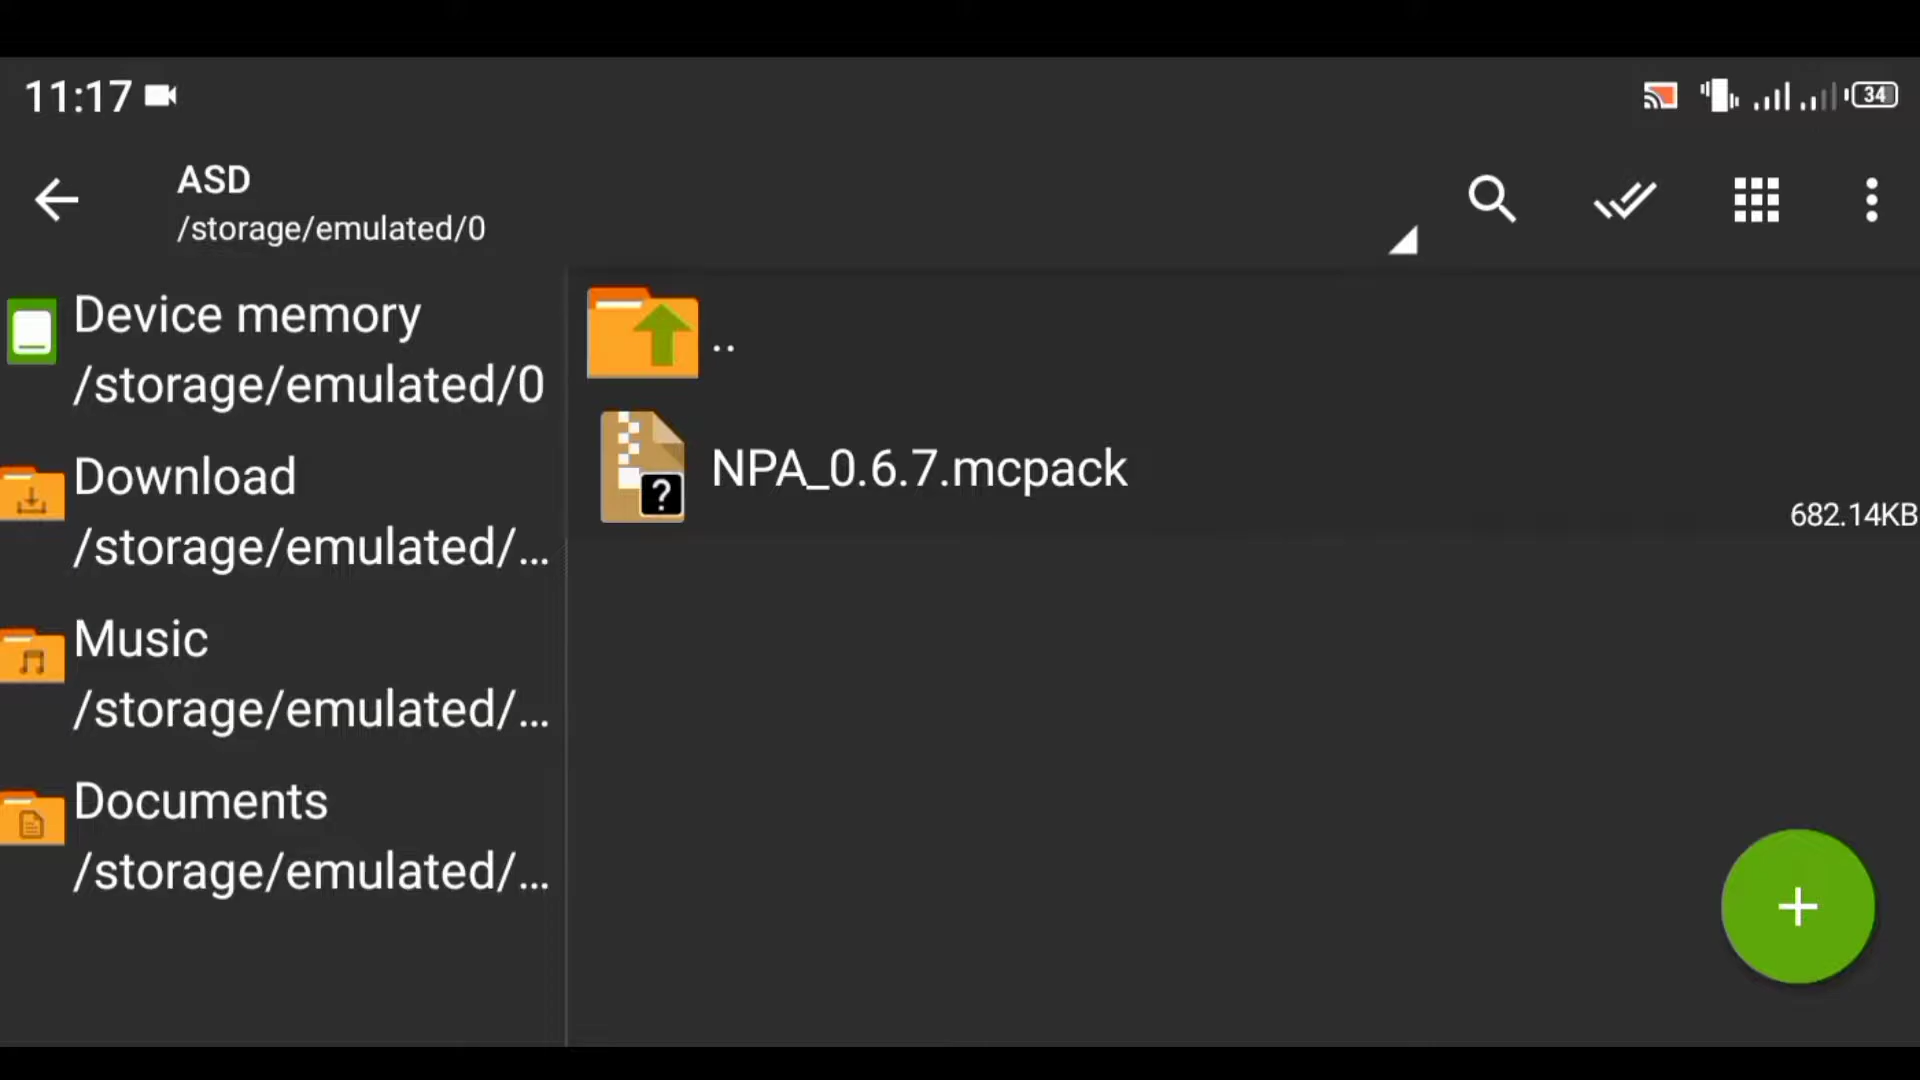 11:17
34
ASD
/storage/emulated/0
Device memory
/storage/emulated/0
Download
/storage/emulated/...
Music
/storage/emulated/...
Documents
/storage/emulated/...
..
NPA_0.6.7.mcpack
682.14KB